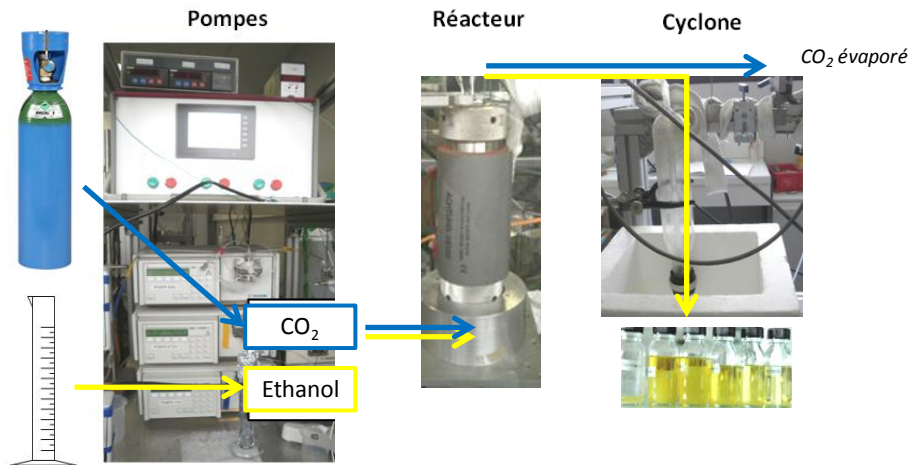 Pompes
Réacteur
Cyclone
CO₂ évaporé
CO₂
Ethanol